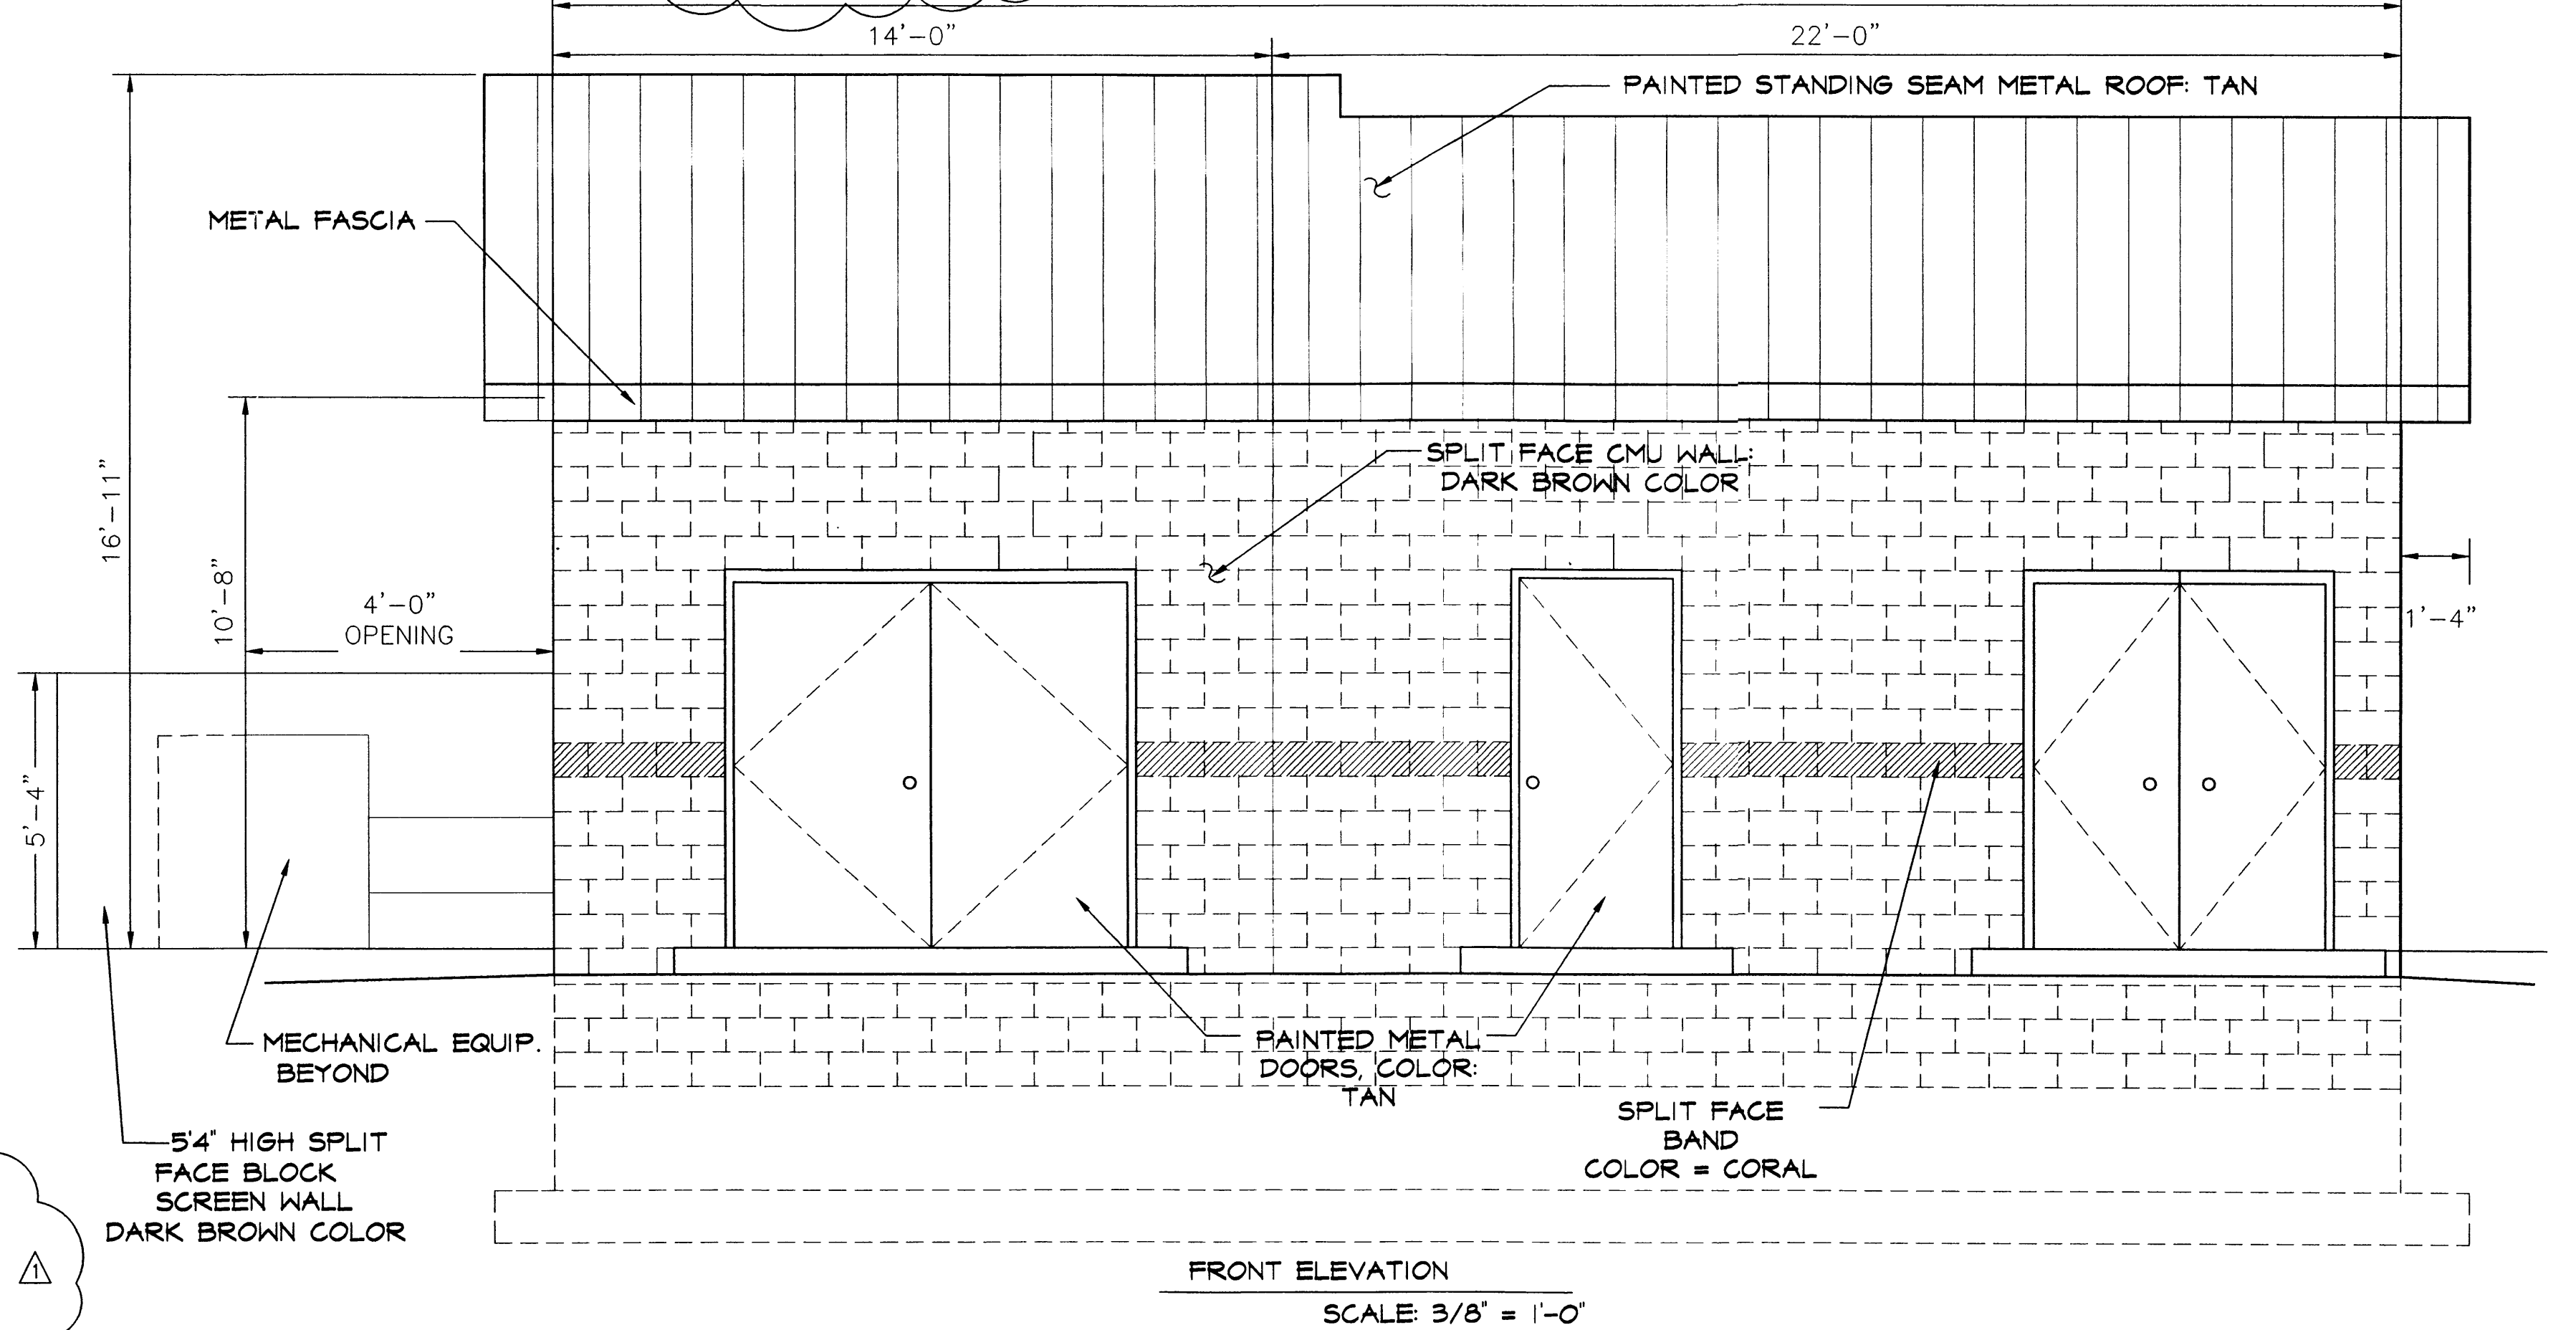 14'-0"
22'-0"
PAINTED STANDING SEAM METAL ROOF: TAN
METAL FASCIA
SPLIT FACE CMU WALL:
DARK BROWN COLOR
16'-11"
10'-8"
4'-0"
OPENING
1'-4"
5'-4"
MECHANICAL EQUIP.
BEYOND
PAINTED METAL
DOORS, COLOR:
TAN
SPLIT FACE
BAND
COLOR = CORAL
5'4" HIGH SPLIT
FACE BLOCK
SCREEN WALL
DARK BROWN COLOR
1
FRONT ELEVATION
SCALE: 3/8" = 1'-0"